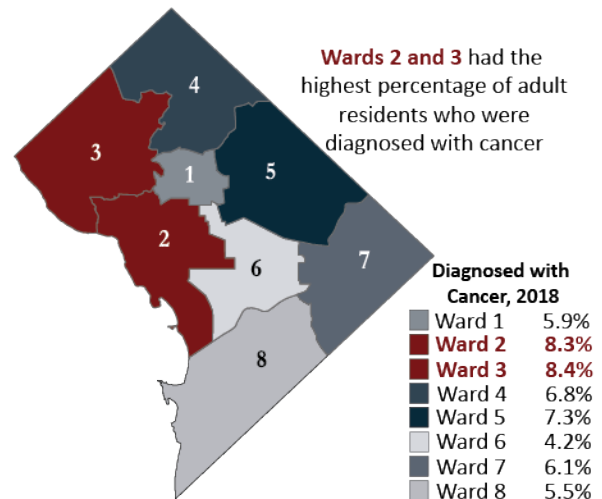 Wards 2 and 3 had the
highest percentage of adult
residents who were
diagnosed with cancer
4
3
1
5
2
6
7
8
Diagnosed with
Cancer, 2018
Ward 1 5.9%
Ward 2 8.3%
Ward 3 8.4%
Ward 4 6.8%
Ward 5 7.3%
Ward 6 4.2%
Ward 7 6.1%
Ward 8 5.5%